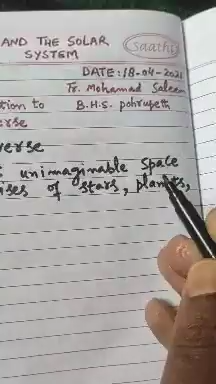 AND THE SOLAR
SYSTEM
Saathi
DATE:18-04-2021
Tr. Mohamad Saleem
tion to
B.H.S. pohrupeth
erse
verse
unimaginable space
ises of stars, planets,